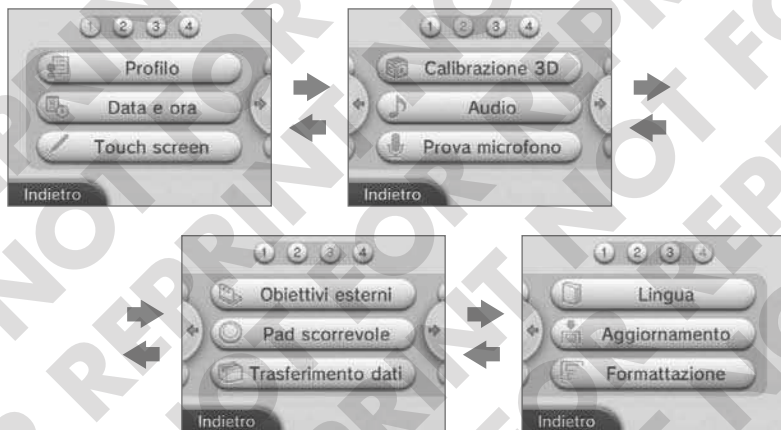 1 2 3 4
Profilo
Data e ora
Touch screen
Indietro
1 2 3 4
Calibrazione 3D
Audio
Prova microfono
Indietro
1 2 3 4
Obiettivi esterni
Pad scorrevole
Trasferimento dati
Indietro
1 2 3 4
Lingua
Aggiornamento
Formattazione
Indietro